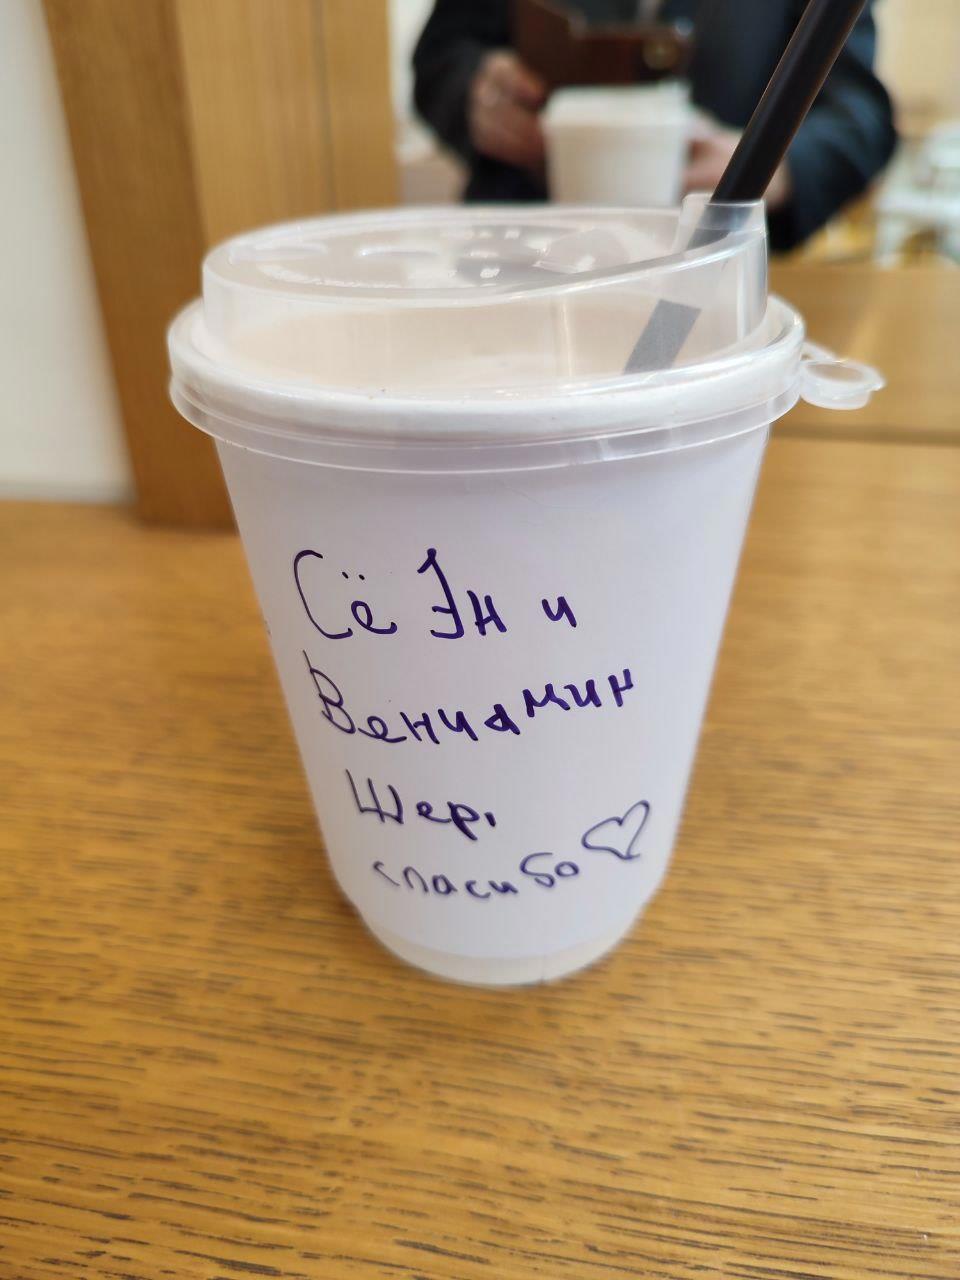 Сё Эн и
Вениамин
Шер,
спасибо ♡